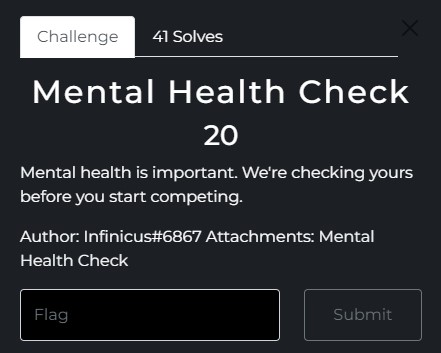 Challenge
41 Solves
Mental Health Check
20
Mental health is important. We're checking yours
before you start competing.
Author: Infinicus#6867 Attachments: Mental
Health Check
Flag
Submit